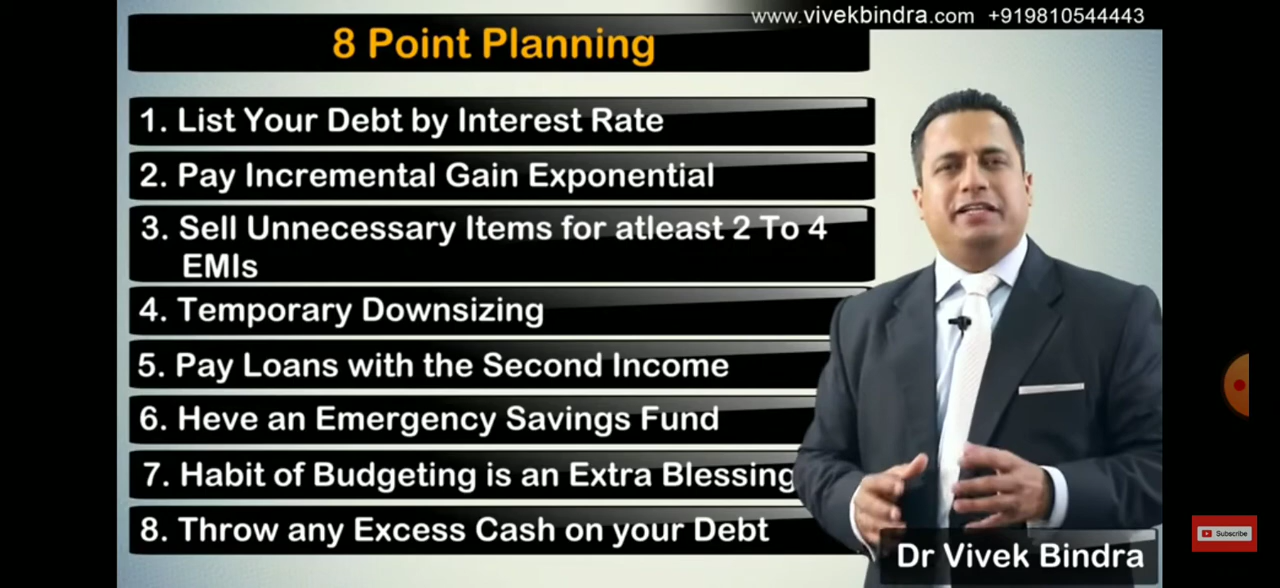 www.vivekbindra.com +919810544443
8 Point Planning
1. List Your Debt by Interest Rate
2. Pay Incremental Gain Exponential
3. Sell Unnecessary Items for atleast 2 To 4
EMIs
4. Temporary Downsizing
5. Pay Loans with the Second Income
6. Heve an Emergency Savings Fund
7. Habit of Budgeting is an Extra Blessing
8. Throw any Excess Cash on your Debt
Dr Vivek Bindra
Subscribe